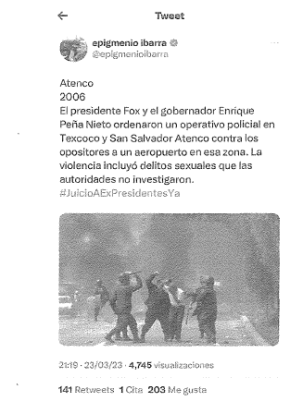 Tweet
epigmenio ibarra
@epigmenioibarra
Atenco
2006
El presidente Fox y el gobernador Enrique
Peña Nieto ordenaron un operativo policial en
Texcoco y San Salvador Atenco contra los
opositores a un aeropuerto en esa zona. La
violencia incluyó delitos sexuales que las
autoridades no investigaron.
#JuicioAExPresidentesYa
21:19 · 23/03/23 · 4,745 visualizaciones
141 Retweets 1 Cita 203 Me gusta